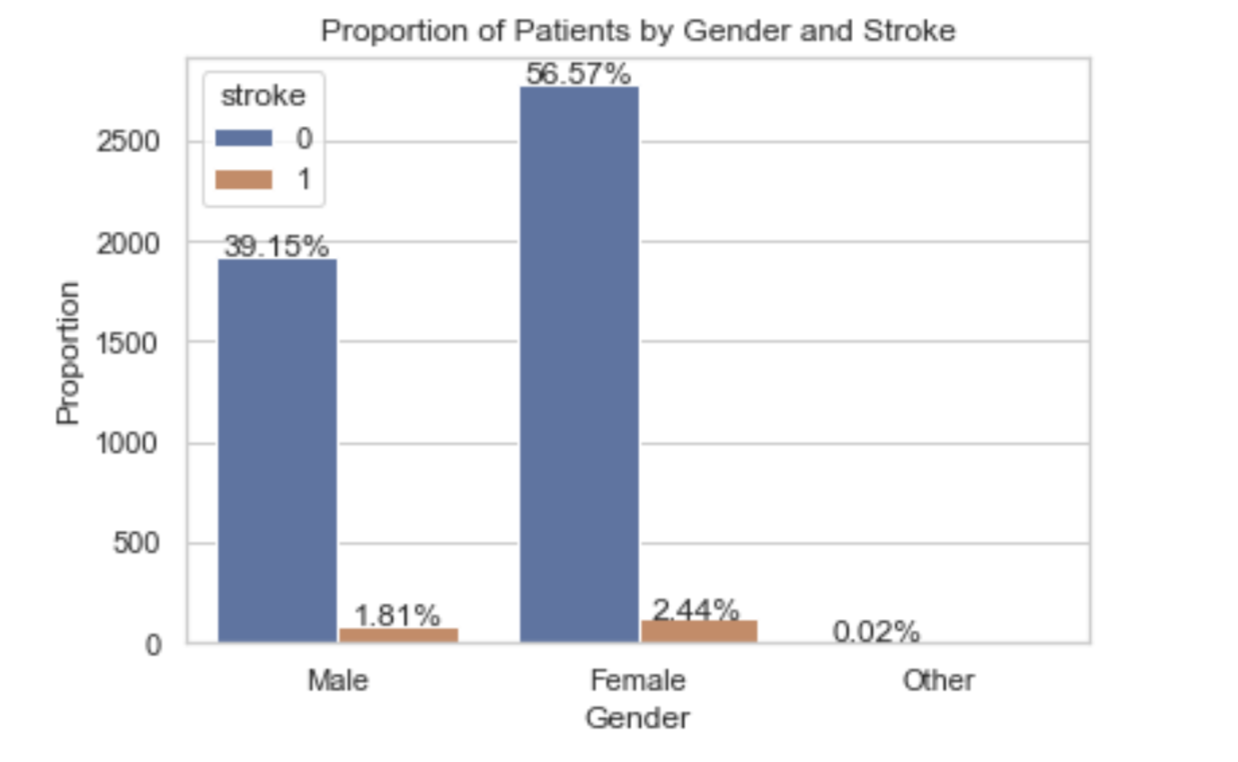 Proportion of Patients by Gender and Stroke
stroke
0
1
Proportion
2500
2000
1500
1000
500
0
56.57%
39.15%
1.81%
2.44%
0.02%
Male Female Other
Gender